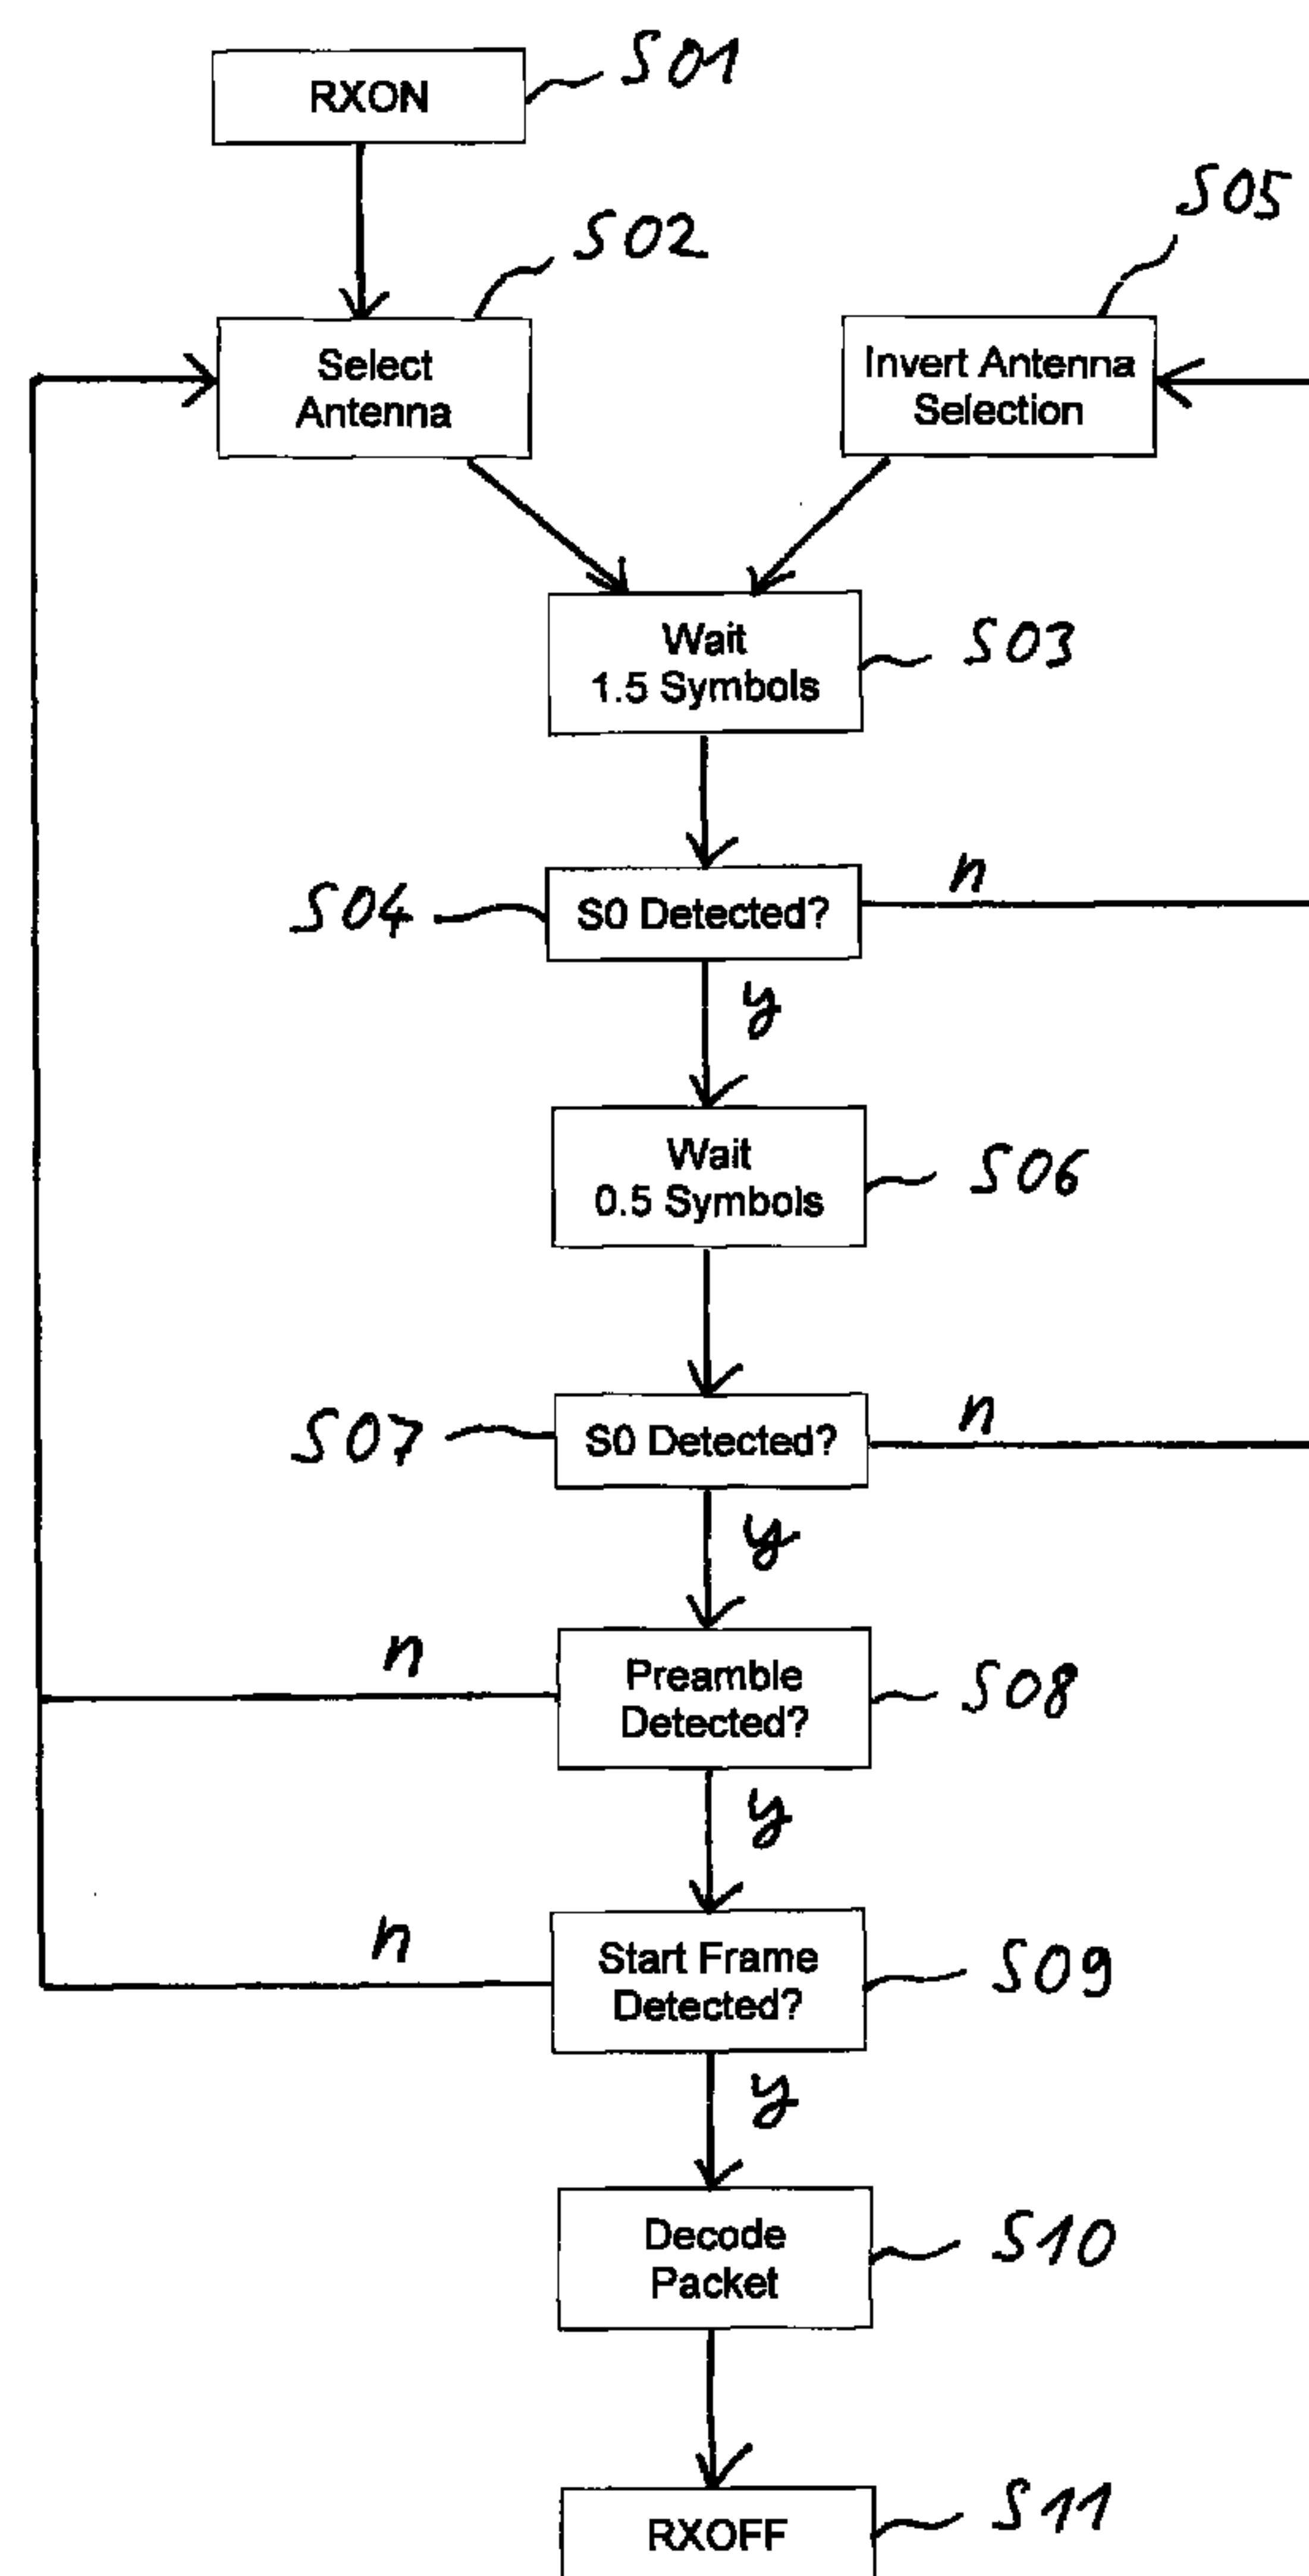 RXON
S01
S02
S05
Select
Antenna
Invert Antenna
Selection
Wait
1.5 Symbols
S03
S04
S0 Detected?
n
y
Wait
0.5 Symbols
S06
S07
S0 Detected?
n
y
n
Preamble
Detected?
S08
y
n
Start Frame
Detected?
S09
y
Decode
Packet
S10
RXOFF
S11